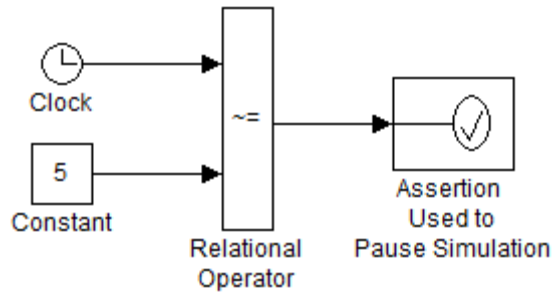 Clock
5
Constant
~=
Relational
Operator
Assertion
Used to
Pause Simulation